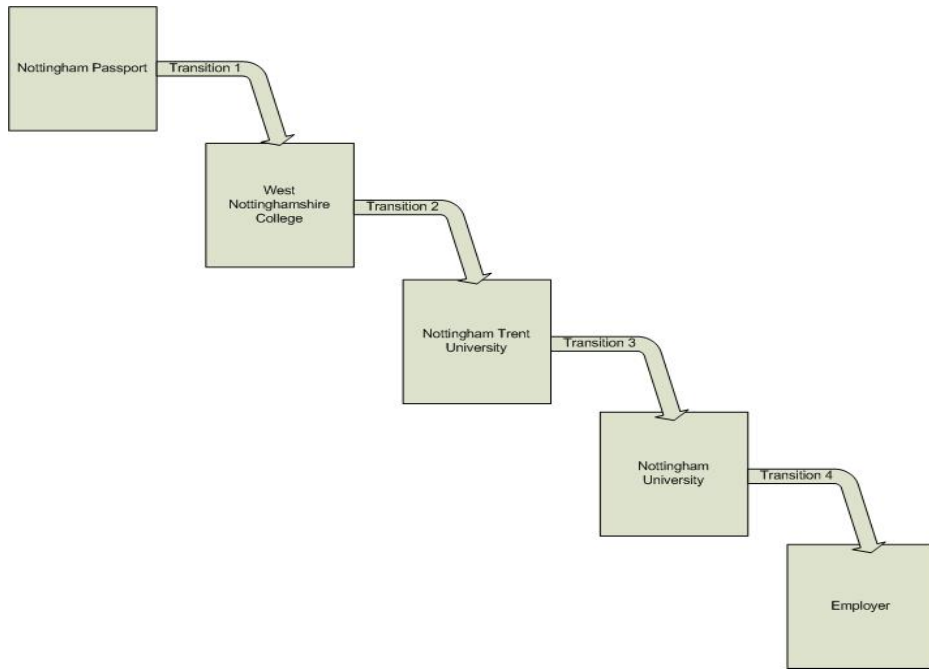 Nottingham Passport
Transition 1
West
Nottinghamshire
College
Transition 2
Nottingham Trent
University
Transition 3
Nottingham
University
Transition 4
Employer